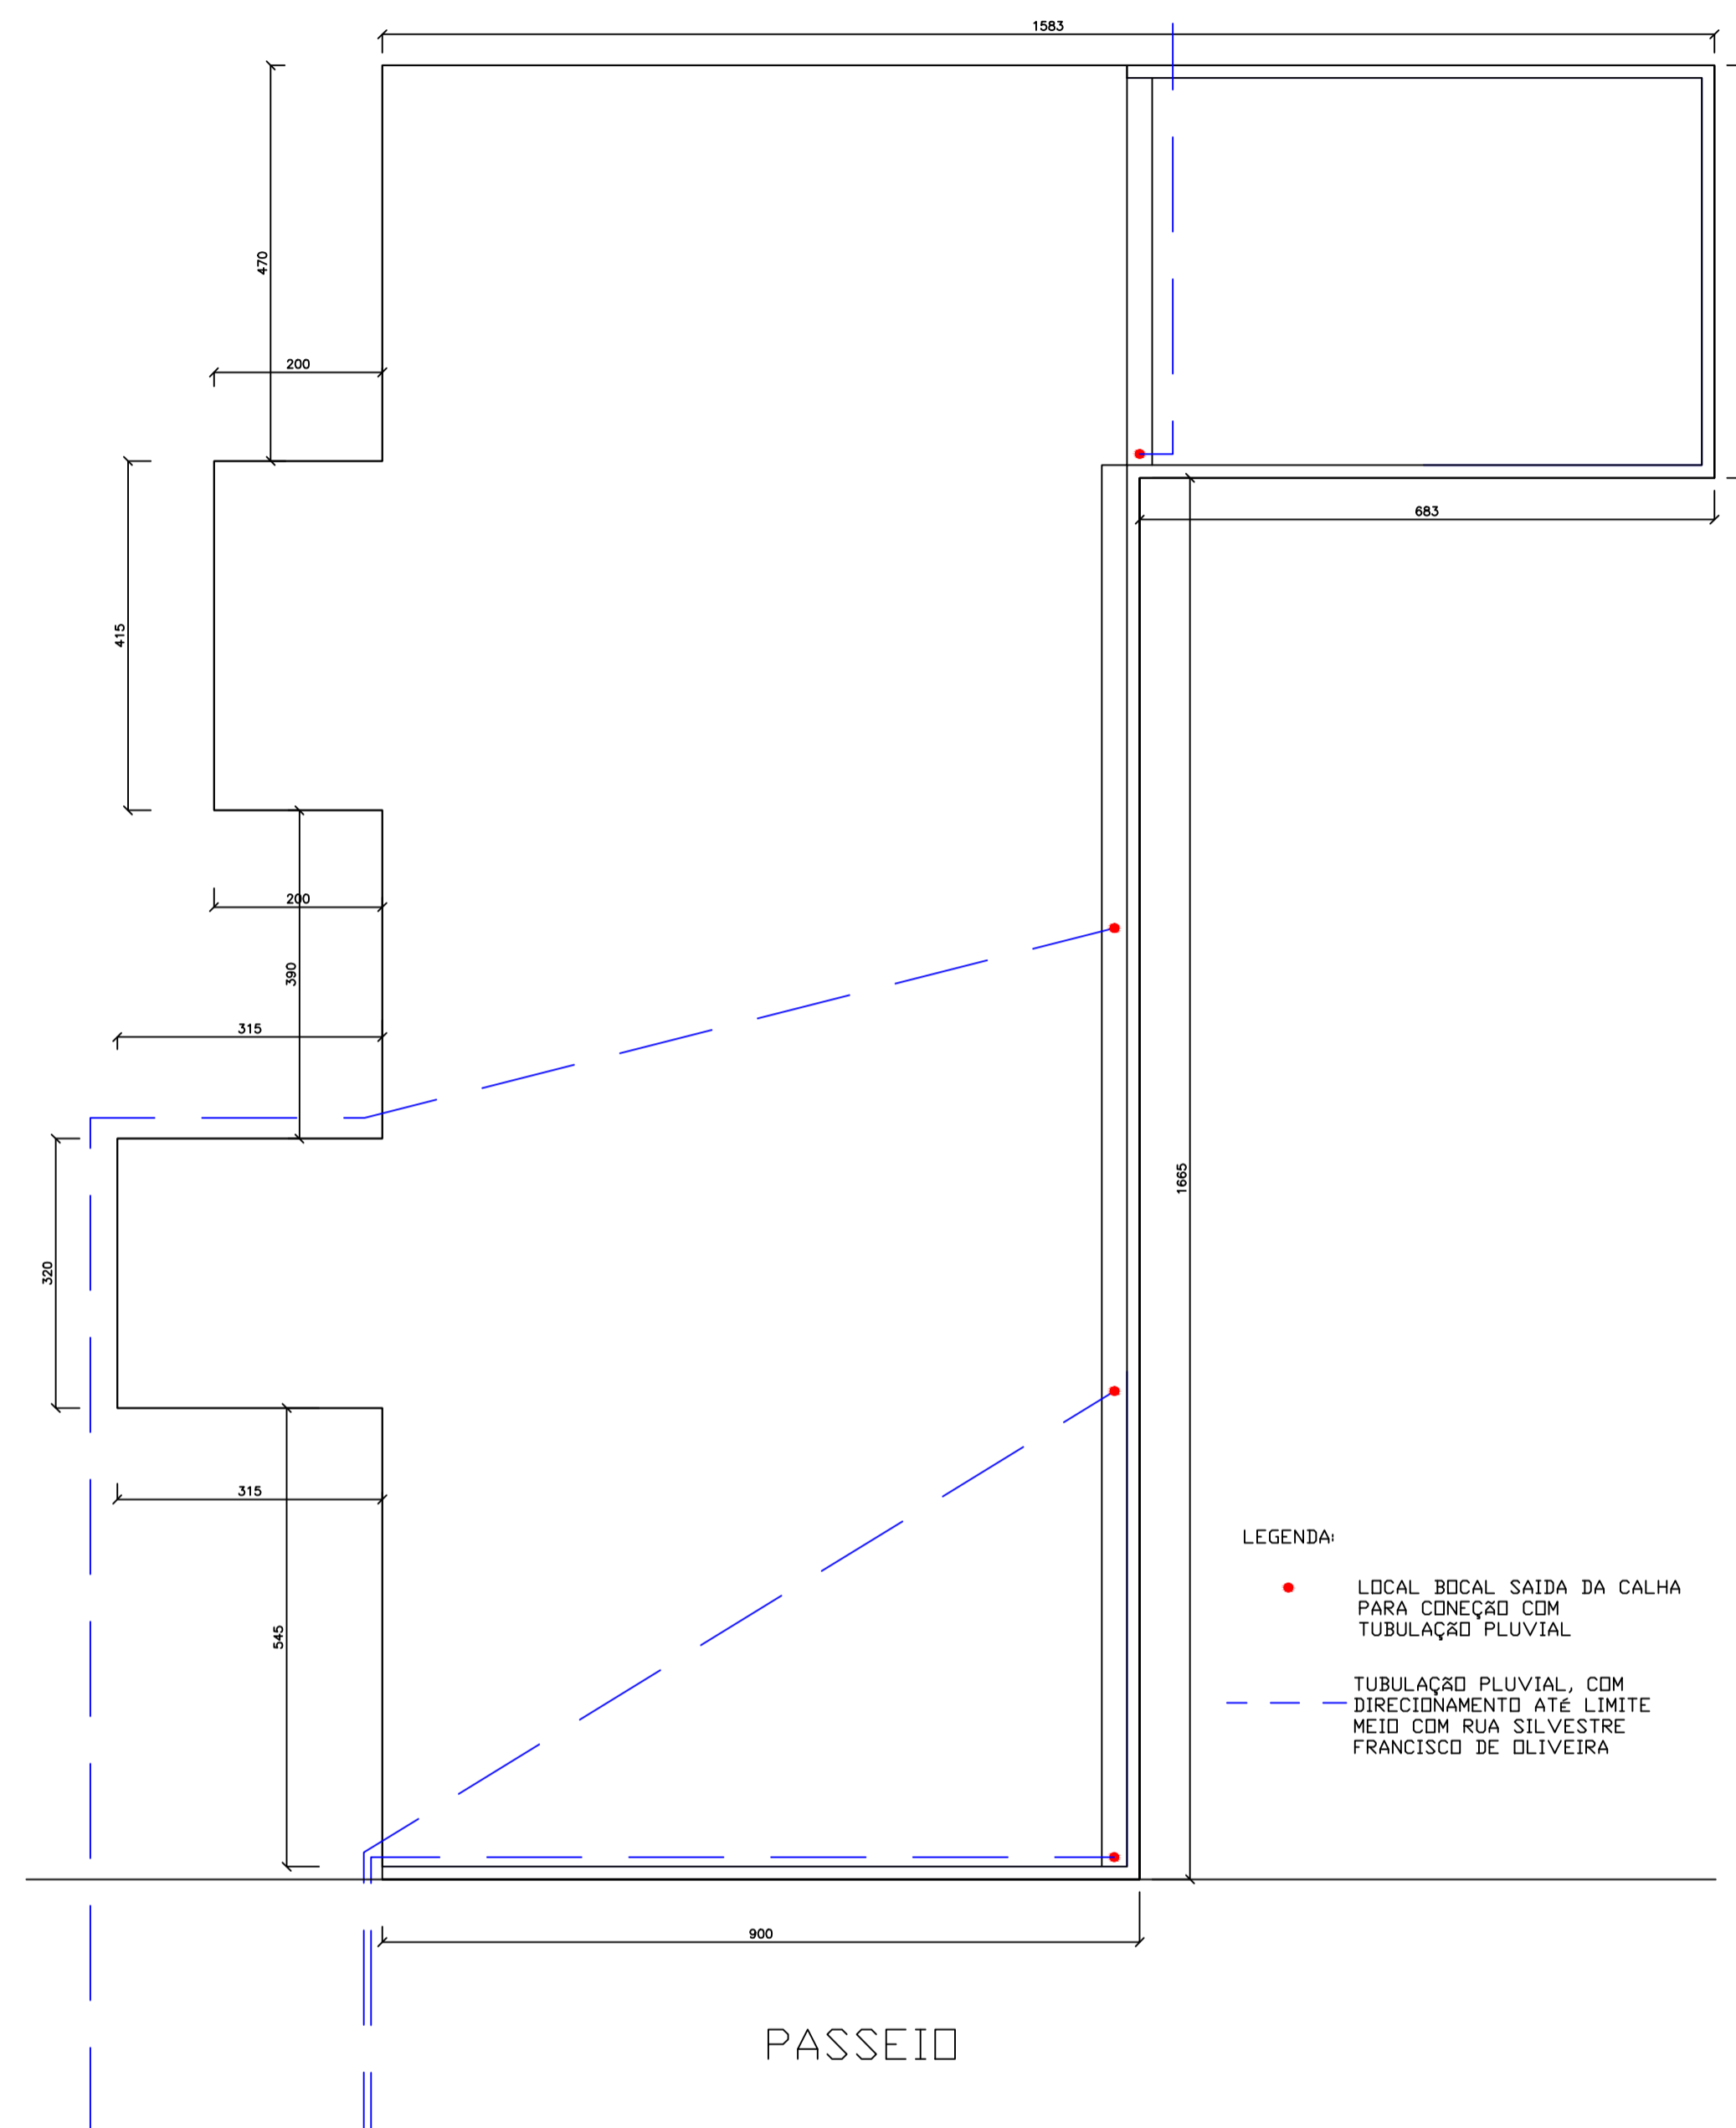 1583
470
200
683
415
200
390
315
1665
320
315
545
LEGENDA:
LOCAL BOCAL SAIDA DA CALHA
PARA CONEÇÃO COM
TUBULAÇÃO PLUVIAL
TUBULAÇÃO PLUVIAL, COM
DIRECIONAMENTO ATÉ LIMITE
MEIO COM RUA SILVESTRE
FRANCISCO DE OLIVEIRA
900
PASSEIO